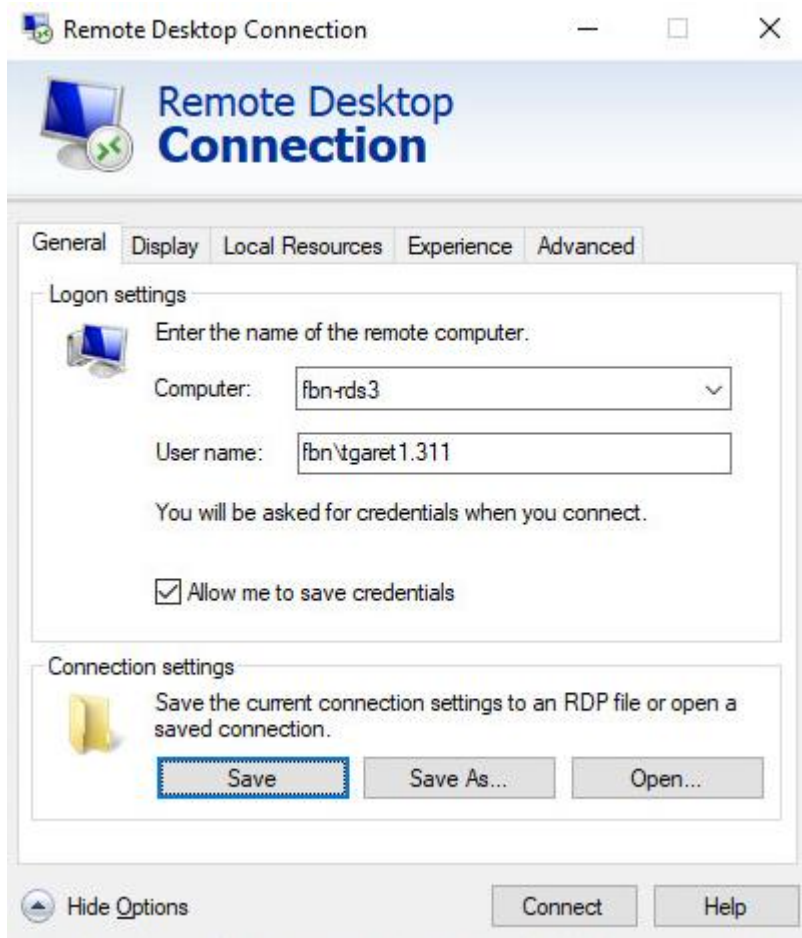 Remote Desktop Connection
Remote Desktop
Connection
General Display Local Resources Experience Advanced
Logon settings
Enter the name of the remote computer.
Computer: fbn-rds3
User name: fbn\tgaret1.311
You will be asked for credentials when you connect.
Allow me to save credentials
Connection settings
Save the current connection settings to an RDP file or open a
saved connection.
Save Save As... Open...
Hide Options Connect Help